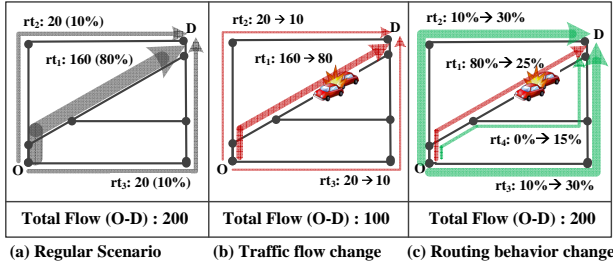 rt₂: 20 (10%)
D
rt₁: 160 (80%)
O
rt₃: 20 (10%)
Total Flow (O-D) : 200
(a) Regular Scenario
rt₂: 20 → 10
D
rt₁: 160 → 80
O
rt₃: 20 → 10
Total Flow (O-D) : 100
(b) Traffic flow change
rt₂: 10% → 30%
D
rt₁: 80% → 25%
rt₄: 0% → 15%
O
rt₃: 10% → 30%
Total Flow (O-D) : 200
(c) Routing behavior change